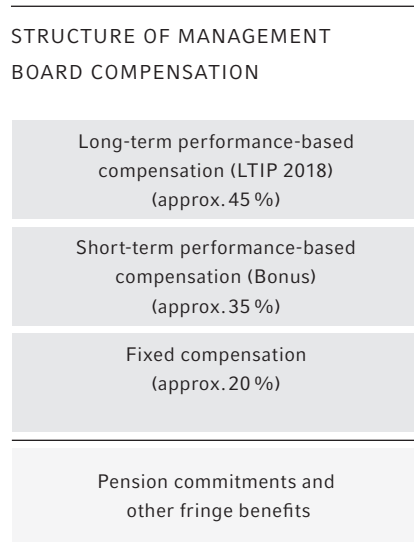 STRUCTURE OF MANAGEMENT
BOARD COMPENSATION
Long-term performance-based
compensation (LTIP 2018)
(approx. 45 %)
Short-term performance-based
compensation (Bonus)
(approx. 35 %)
Fixed compensation
(approx. 20 %)
Pension commitments and
other fringe benefits